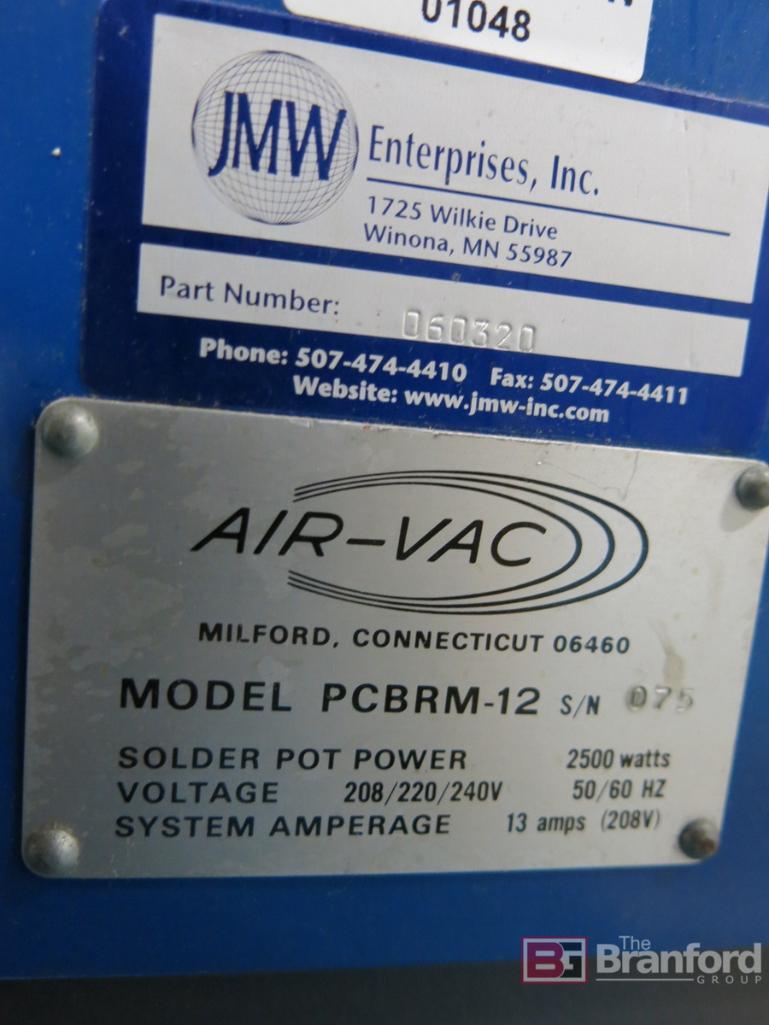 01048
JMW Enterprises, Inc.
1725 Wilkie Drive
Winona, MN 55987
Part Number: 060320
Phone: 507-474-4410 Fax: 507-474-4411
Website: www.jmw-inc.com
AIR-VAC
MILFORD, CONNECTICUT 06460
MODEL PCBRM-12 S/N 075
SOLDER POT POWER 2500 watts
VOLTAGE 208/220/240V 50/60 HZ
SYSTEM AMPERAGE 13 amps (208V)
BG The Branford GROUP